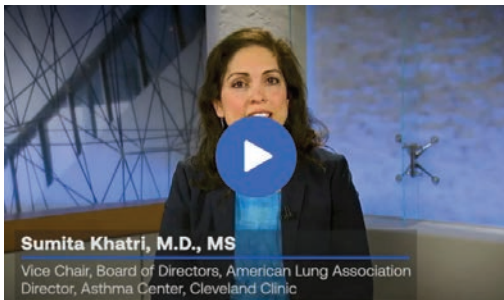 Sumita Khatri, M.D., MS
Vice Chair, Board of Directors, American Lung Association
Director, Asthma Center, Cleveland Clinic